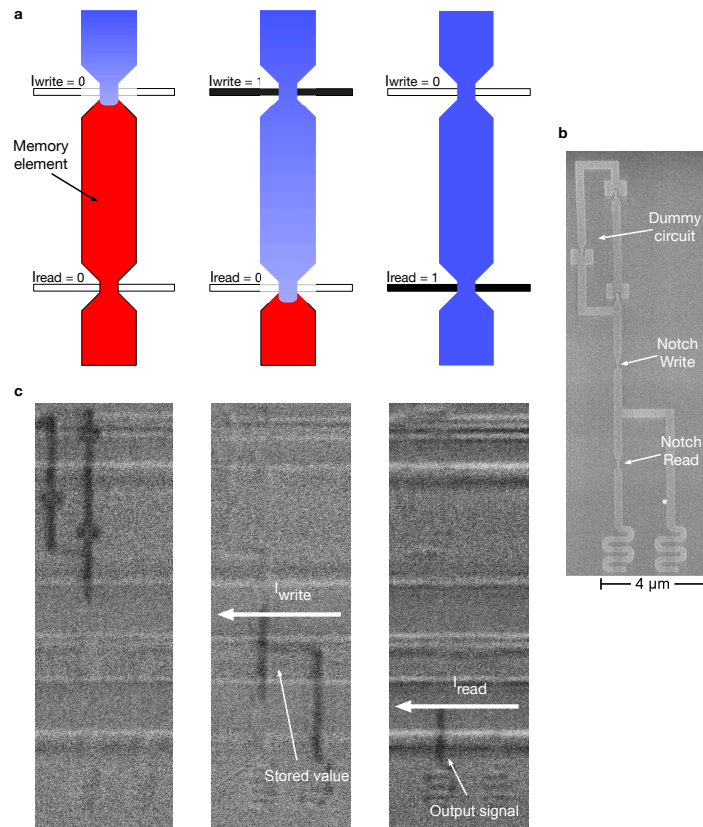 a
Iwrite = 0
Iwrite = 1
Iwrite = 0
Memory
element
Iread = 0
Iread = 0
Iread = 1
b
Dummy
circuit
Notch
Write
Notch
Read
4 µm
c
Iwrite
Stored value
Iread
Output signal